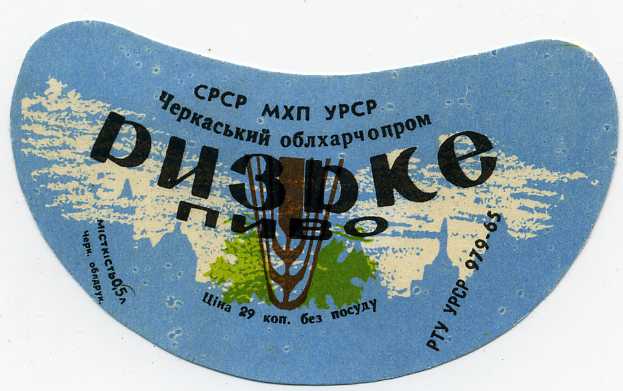 СРСР МХП УРСР
Черкаський облхарчопром
ризьке
пиво
місткість 0,5 л
Черк. облдрук.
Ціна 29 коп. без посуду
РТУ УРСР 979-65